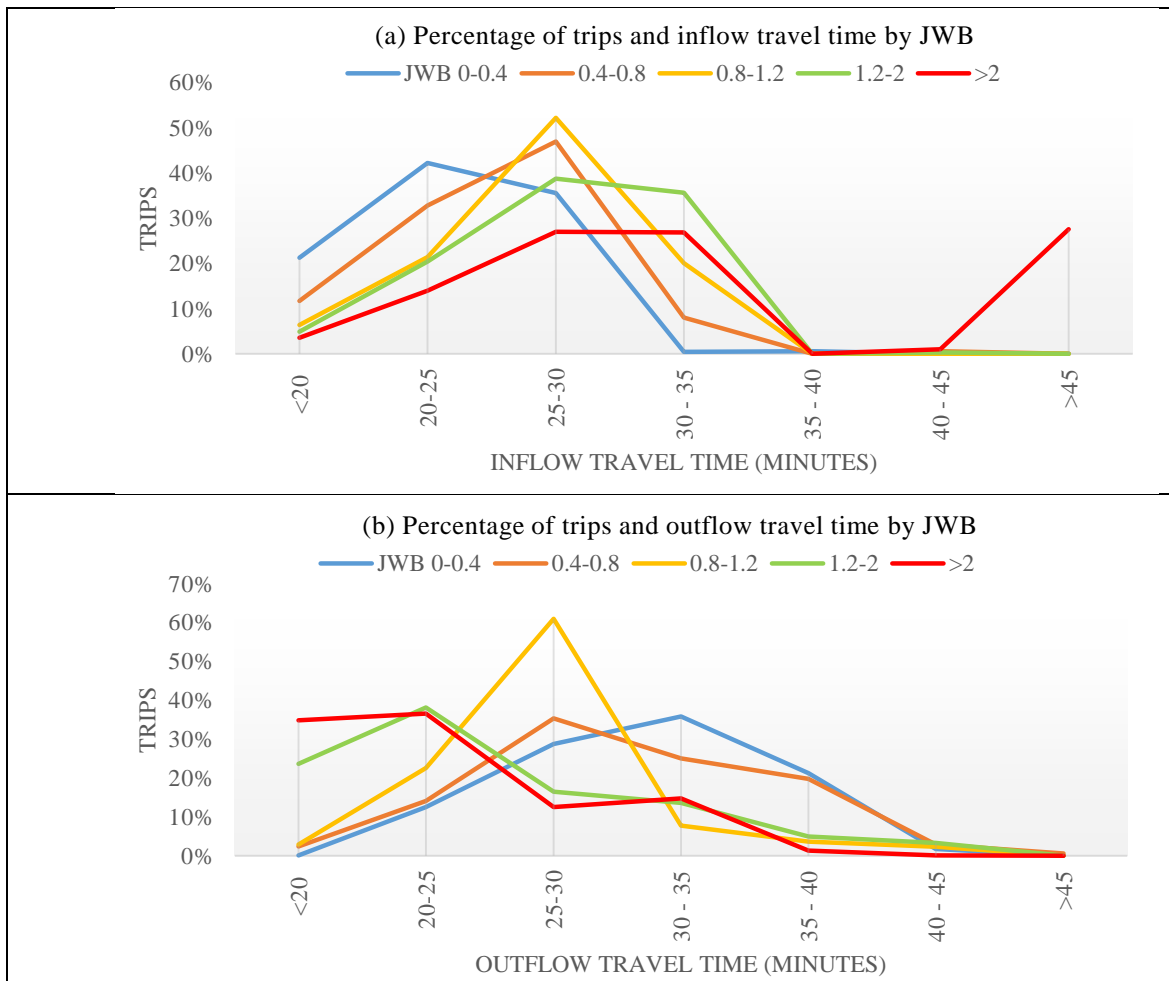 (a) Percentage of trips and inflow travel time by JWB
JWB 0-0.4 0.4-0.8 0.8-1.2 1.2-2 >2
60%
50%
40%
30%
20%
10%
0%
TRIPS
<20 20-25 25-30 30 - 35 35 - 40 40 - 45 >45
INFLOW TRAVEL TIME (MINUTES)
(b) Percentage of trips and outflow travel time by JWB
JWB 0-0.4 0.4-0.8 0.8-1.2 1.2-2 >2
70%
60%
50%
40%
30%
20%
10%
0%
TRIPS
<20 20-25 25-30 30 - 35 35 - 40 40 - 45 >45
OUTFLOW TRAVEL TIME (MINUTES)